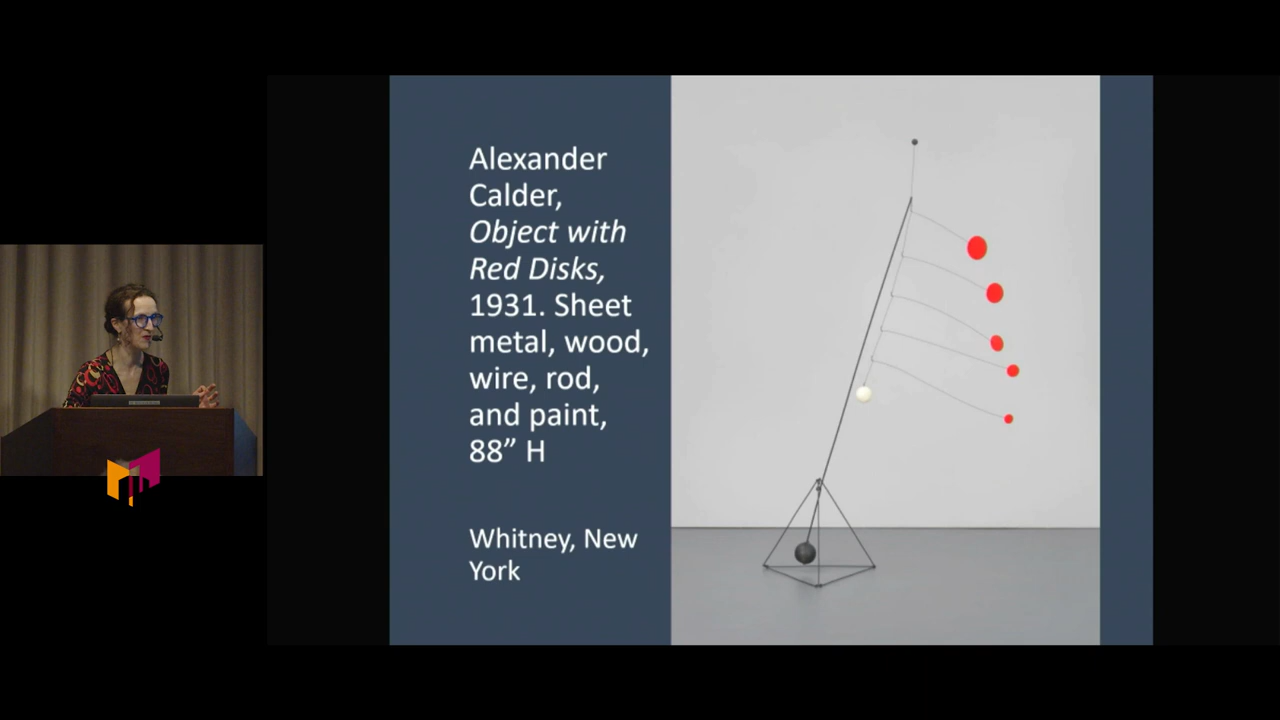 Alexander
Calder,
Object with
Red Disks,
1931. Sheet
metal, wood,
wire, rod,
and paint,
88” H
Whitney, New
York